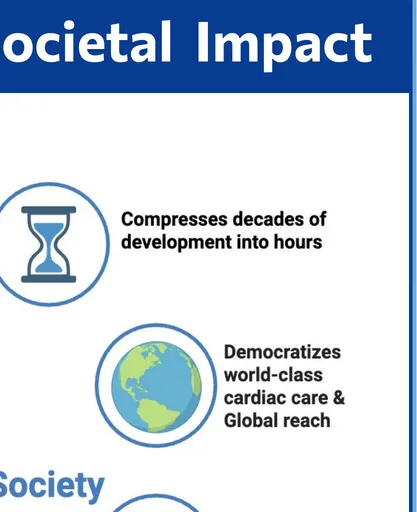 ocietal Impact
Compresses decades of
development into hours
Democratizes
world-class
cardiac care &
Global reach
Society